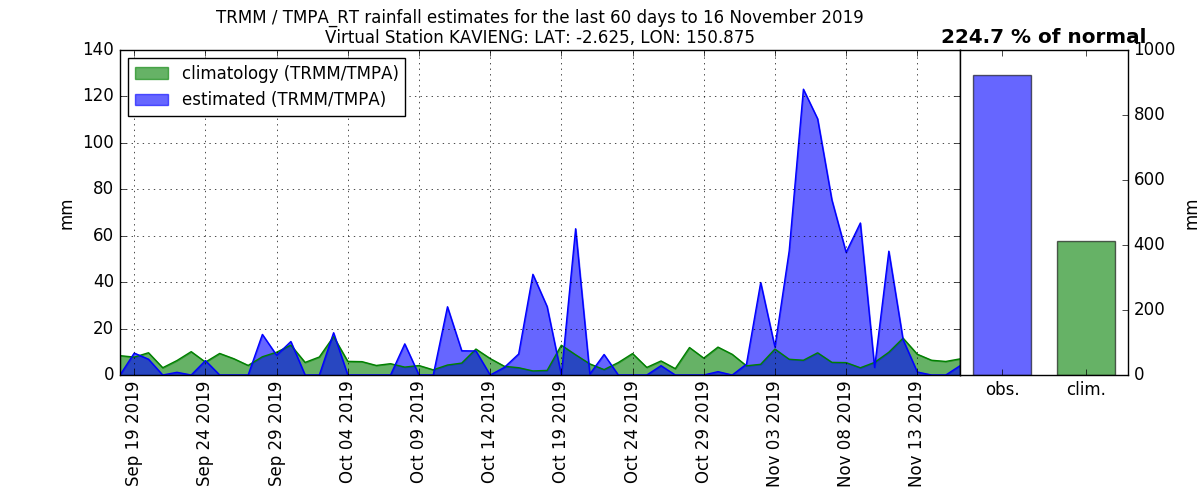 TRMM / TMPA_RT rainfall estimates for the last 60 days to 16 November 2019
Virtual Station KAVIENG: LAT: -2.625, LON: 150.875
224.7 % of normal
climatology (TRMM/TMPA)
estimated (TRMM/TMPA)
140
120
100
80
60
40
20
0
mm
Sep 19 2019
Sep 24 2019
Sep 29 2019
Oct 04 2019
Oct 09 2019
Oct 14 2019
Oct 19 2019
Oct 24 2019
Oct 29 2019
Nov 03 2019
Nov 08 2019
Nov 13 2019
1000
800
600
400
200
0
mm
obs.
clim.